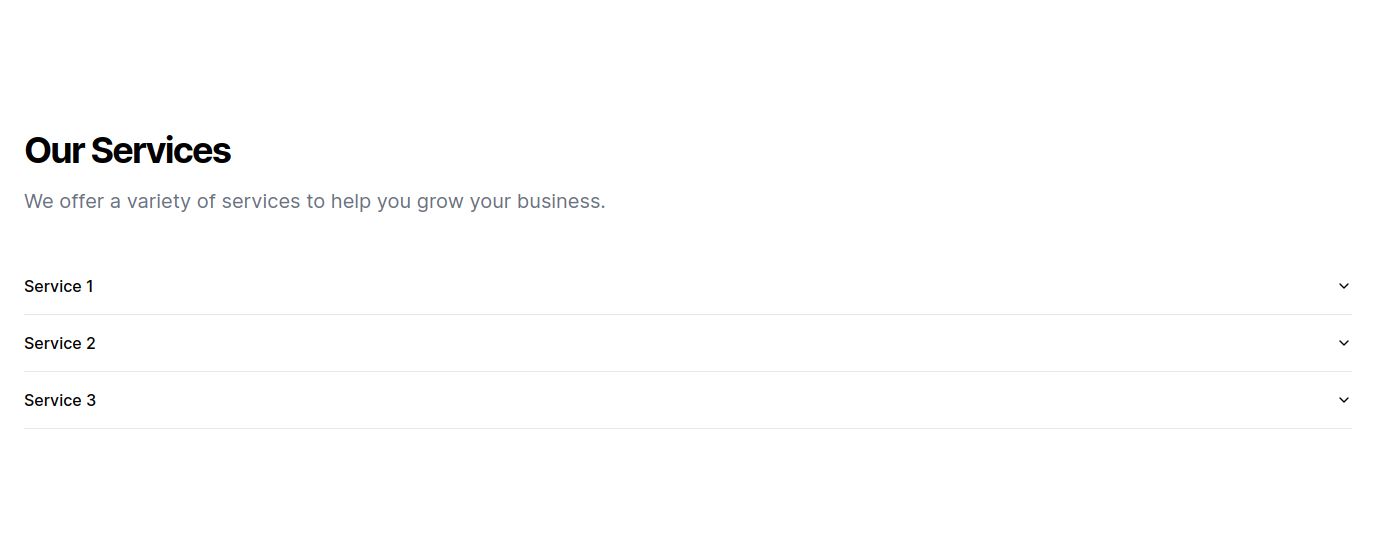 Our Services
We offer a variety of services to help you grow your business.
Service 1
Service 2
Service 3